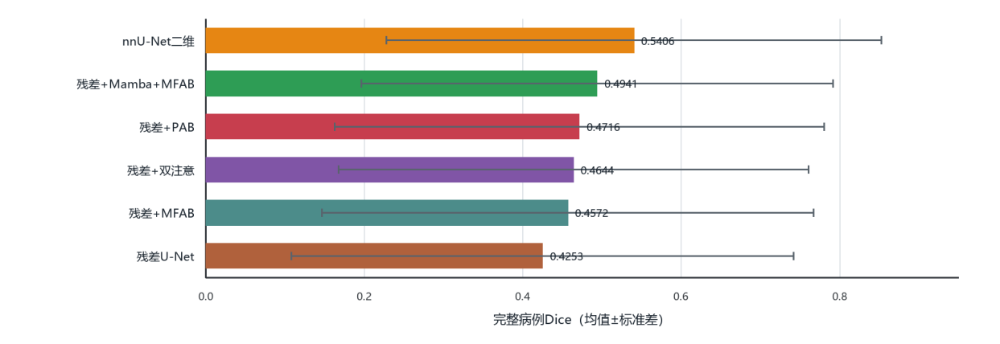 nnU-Net二维 0.5406
残差+Mamba+MFAB 0.4941
残差+PAB 0.4716
残差+双注意 0.4644
残差+MFAB 0.4572
残差U-Net 0.4253
0.0 0.2 0.4 0.6 0.8
完整病例Dice（均值±标准差）